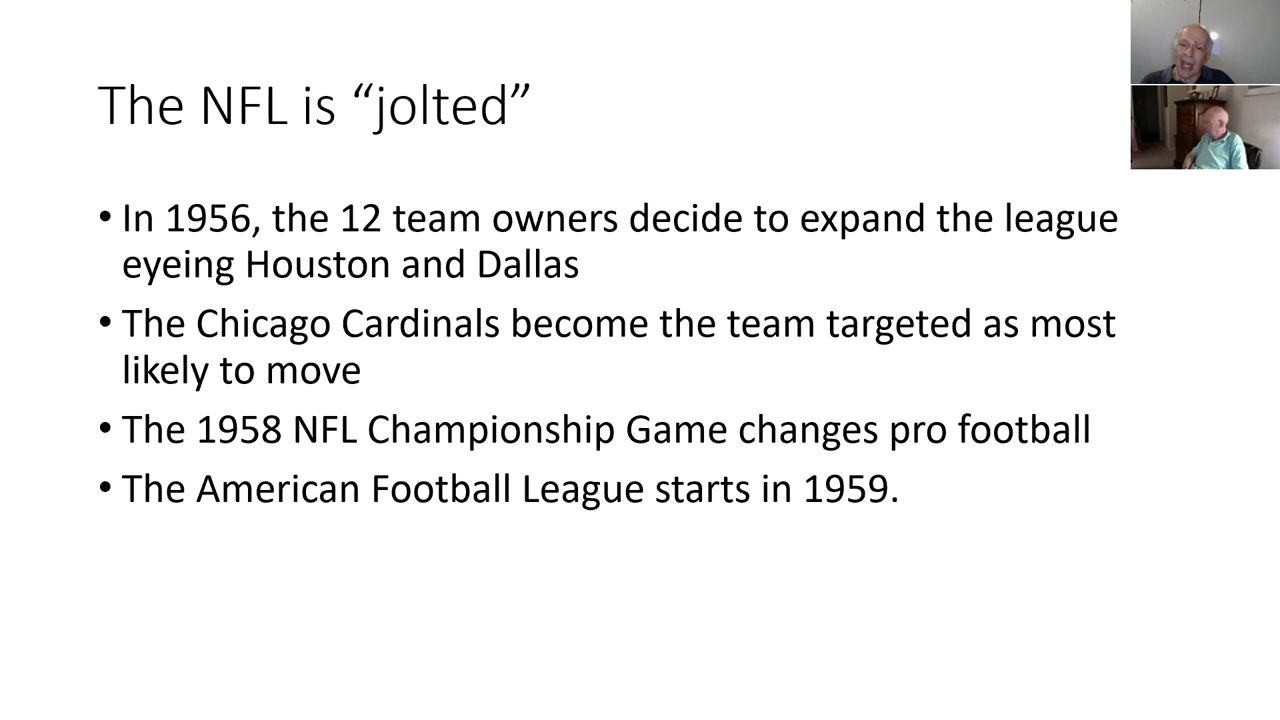 The NFL is “jolted”
• In 1956, the 12 team owners decide to expand the league
eyeing Houston and Dallas
• The Chicago Cardinals become the team targeted as most
likely to move
• The 1958 NFL Championship Game changes pro football
• The American Football League starts in 1959.